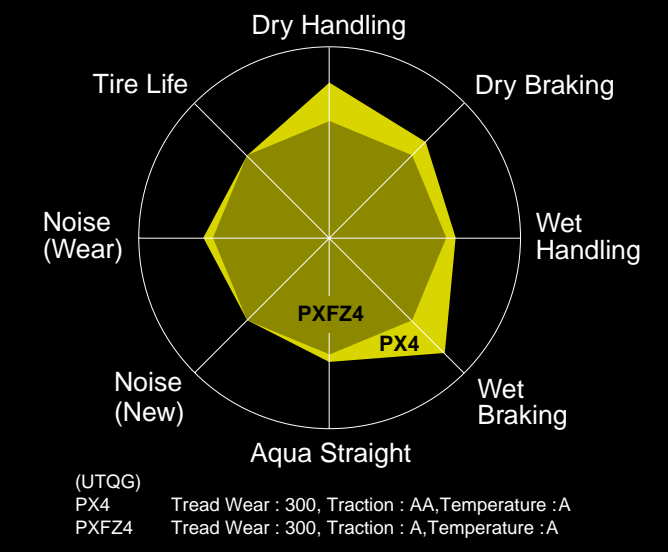 Dry Handling
Tire Life
Dry Braking
Noise
(Wear)
Wet
Handling
PXFZ4
PX4
Noise
(New)
Wet
Braking
Aqua Straight
(UTQG)
PX4 Tread Wear : 300, Traction : AA,Temperature :A
PXFZ4 Tread Wear : 300, Traction : A,Temperature :A